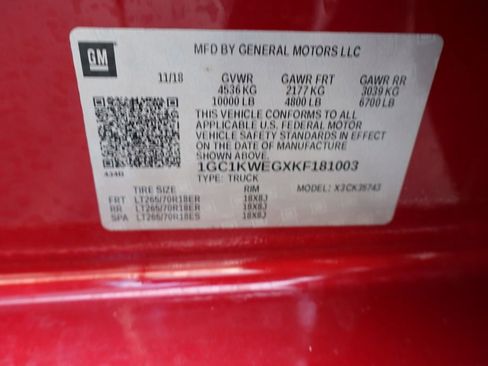 GM
MFD BY GENERAL MOTORS LLC
11/18 GVWR GAWR FRT GAWR RR
4536 KG 2177 KG 3039 KG
10000 LB 4800 LB 6700 LB
THIS VEHICLE CONFORMS TO ALL
APPLICABLE U.S. FEDERAL MOTOR
VEHICLE SAFETY STANDARDS IN EFFECT
ON THE DATE OF MANUFACTURE SHOWN ABOVE
1GC1KWEGXKF181003
TYPE: TRUCK
TIRE SIZE RIM MODEL: X3CK35743
FRT LT265/70R18ER 18X8J
RR LT265/70R18ER 18X8J
SPA LT265/70R18ES 18X8J